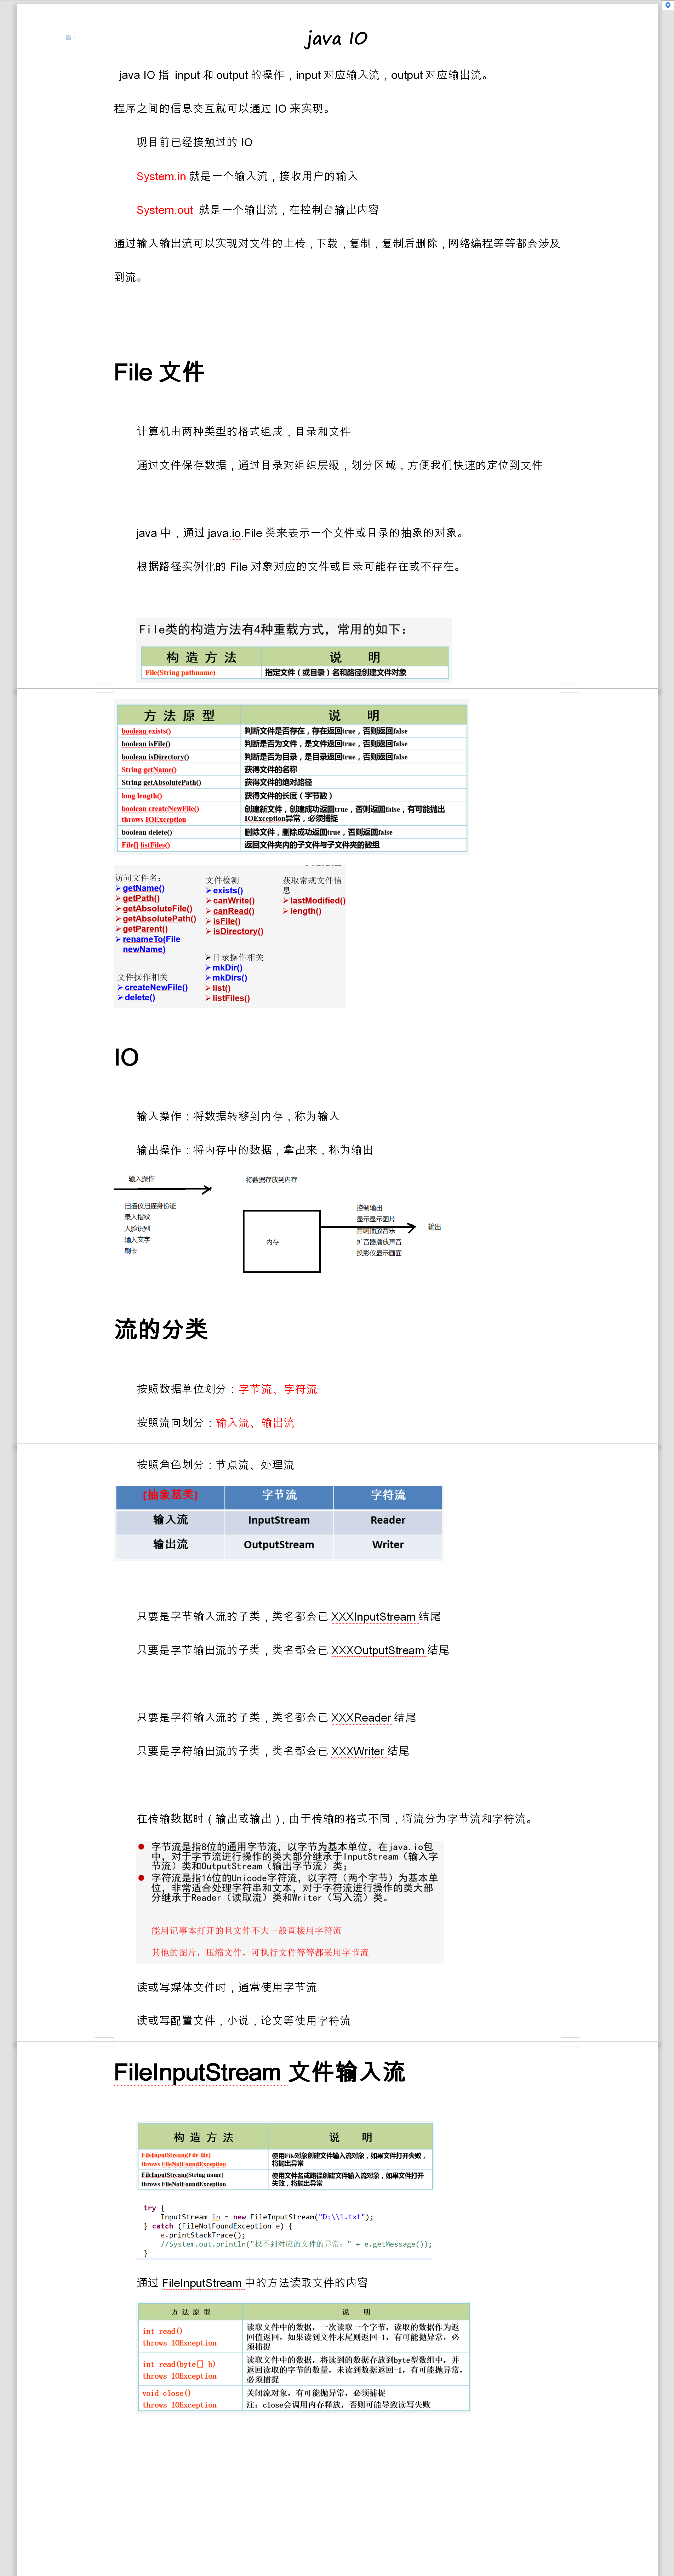 java IO
java IO 指 input 和 output 的操作，input 对应输入流，output 对应输出流。
程序之间的信息交互就可以通过 IO 来实现。
现目前已经接触过的 IO
System.in 就是一个输入流，接收用户的输入
System.out 就是一个输出流，在控制台输出内容
通过输入输出流可以实现对文件的上传，下载，复制，复制后删除，网络编程等等都会涉及
到流。
File 文件
计算机由两种类型的格式组成，目录和文件
通过文件保存数据，通过目录对组织层级，划分区域，方便我们快速的定位到文件
java 中，通过 java.io.File 类来表示一个文件或目录的抽象的对象。
根据路径实例化的 File 对象对应的文件或目录可能存在或不存在。
File类的构造方法有4种重载方式，常用的如下：
构 造 方 法 说 明
File(String pathname) 指定文件（或目录）名和路径创建文件对象
方 法 原 型 说 明
boolean exists() 判断文件是否存在，存在返回true，否则返回false
boolean isFile() 判断是否为文件，是文件返回true，否则返回false
boolean isDirectory() 判断是否为目录，是目录返回true，否则返回false
String getName() 获得文件的名称
String getAbsolutePath() 获得文件的绝对路径
long length() 获得文件的长度（字节数）
boolean createNewFile() 创建新文件，创建成功返回true，否则返回false，有可能抛出
throws IOException IOException异常，必须捕捉
boolean delete() 删除文件，删除成功返回true，否则返回false
File[] listFiles() 返回文件夹内的子文件与子文件夹的数组
访问文件名：
➢ getName()
➢ getPath()
➢ getAbsoluteFile()
➢ getAbsolutePath()
➢ getParent()
➢ renameTo(File
newName)
文件操作相关
➢ createNewFile()
➢ delete()
文件检测
➢ exists()
➢ canWrite()
➢ canRead()
➢ isFile()
➢ isDirectory()
➢ 目录操作相关
➢ mkDir()
➢ mkDirs()
➢ list()
➢ listFiles()
获取常规文件信
息
➢ lastModified()
➢ length()
IO
输入操作：将数据转移到内存，称为输入
输出操作：将内存中的数据，拿出来，称为输出
输入操作
将数据存放到内存
扫描仪扫描身份证
录入指纹
人脸识别
输入文字
刷卡
内存
控制输出
显示显示图片
音响播放音乐
扩音器播放声音
投影仪显示画面
输出
流的分类
按照数据单位划分：字节流、字符流
按照流向划分：输入流、输出流
按照角色划分：节点流、处理流
(抽象基类) 字节流 字符流
输入流 InputStream Reader
输出流 OutputStream Writer
只要是字节输入流的子类，类名都会已 XXXInputStream 结尾
只要是字节输出流的子类，类名都会已 XXXOutputStream 结尾
只要是字符输入流的子类，类名都会已 XXXReader 结尾
只要是字符输出流的子类，类名都会已 XXXWriter 结尾
在传输数据时（输出或输出），由于传输的格式不同，将流分为字节流和字符流。
字节流是指8位的通用字节流，以字节为基本单位，在java.io包
中，对于字节流进行操作的类大部分继承于InputStream（输入字
节流）类和OutputStream（输出字节流）类；
字符流是指16位的Unicode字符流，以字符（两个字节）为基本单
位，非常适合处理字符串和文本，对于字符流进行操作的类大部
分继承于Reader（读取流）类和Writer（写入流）类。
能用记事本打开的且文件不大一般直接用字符流
其他的图片，压缩文件，可执行文件等等都采用字节流
读或写媒体文件时，通常使用字节流
读或写配置文件，小说，论文等使用字符流
FileInputStream 文件输入流
构 造 方 法 说 明
FileInputStream(File file) 使用File对象创建文件输入流对象，如果文件打开失败，
throws FileNotFoundException 将抛出异常
FileInputStream(String name) 使用文件名或路径创建文件输入流对象，如果文件打开
throws FileNotFoundException 失败，将抛出异常
try {
InputStream in = new FileInputStream("D:\\1.txt");
} catch (FileNotFoundException e) {
e.printStackTrace();
//System.out.println("找不到对应的文件的异常：" + e.getMessage());
}
通过 FileInputStream 中的方法读取文件的内容
方 法 原 型 说 明
int read()
throws IOException
读取文件中的数据，一次读取一个字节，读取的数据作为返
回值返回，如果读到文件末尾则返回-1，有可能抛异常，必
须捕捉
int read(byte[] b)
throws IOException
读取文件中的数据，将读到的数据存放到byte型数组中，并
返回读取的字节的数量，未读到数据返回-1，有可能抛异常，
必须捕捉
void close()
throws IOException
关闭流对象，有可能抛异常，必须捕捉
注：close会调用内存释放，否则可能导致读写失败